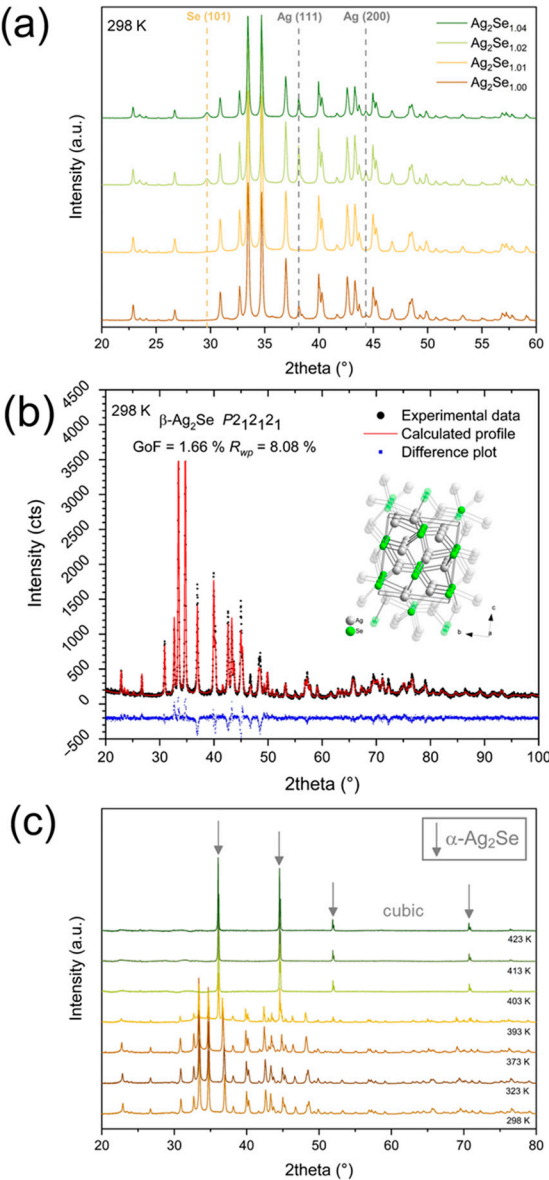 (a)
298 K
Se (101)
Ag (111)
Ag (200)
Ag₂Se₁.₀₄
Ag₂Se₁.₀₂
Ag₂Se₁.₀₁
Ag₂Se₁.₀₀
Intensity (a.u.)
20 25 30 35 40 45 50 55 60
2theta (°)
(b)
298 K
β-Ag₂Se P2₁2₁2₁
GoF = 1.66 % Rwp = 8.08 %
Experimental data
Calculated profile
Difference plot
Ag
Se
c
b
a
4500
4000
3500
3000
2500
2000
1500
1000
500
0
−500
Intensity (cts)
20 30 40 50 60 70 80 90 100
2theta (°)
(c)
α-Ag₂Se
cubic
423 K
413 K
403 K
393 K
373 K
323 K
298 K
Intensity (a.u.)
20 30 40 50 60 70 80
2theta (°)